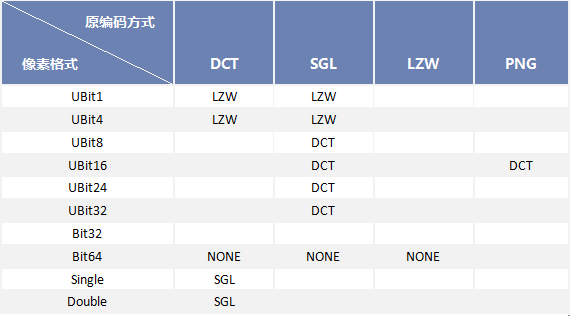 原编码方式
像素格式 DCT SGL LZW PNG
UBit1 LZW LZW
UBit4 LZW LZW
UBit8 DCT
UBit16 DCT DCT
UBit24 DCT
UBit32 DCT
Bit32
Bit64 NONE NONE NONE
Single SGL
Double SGL